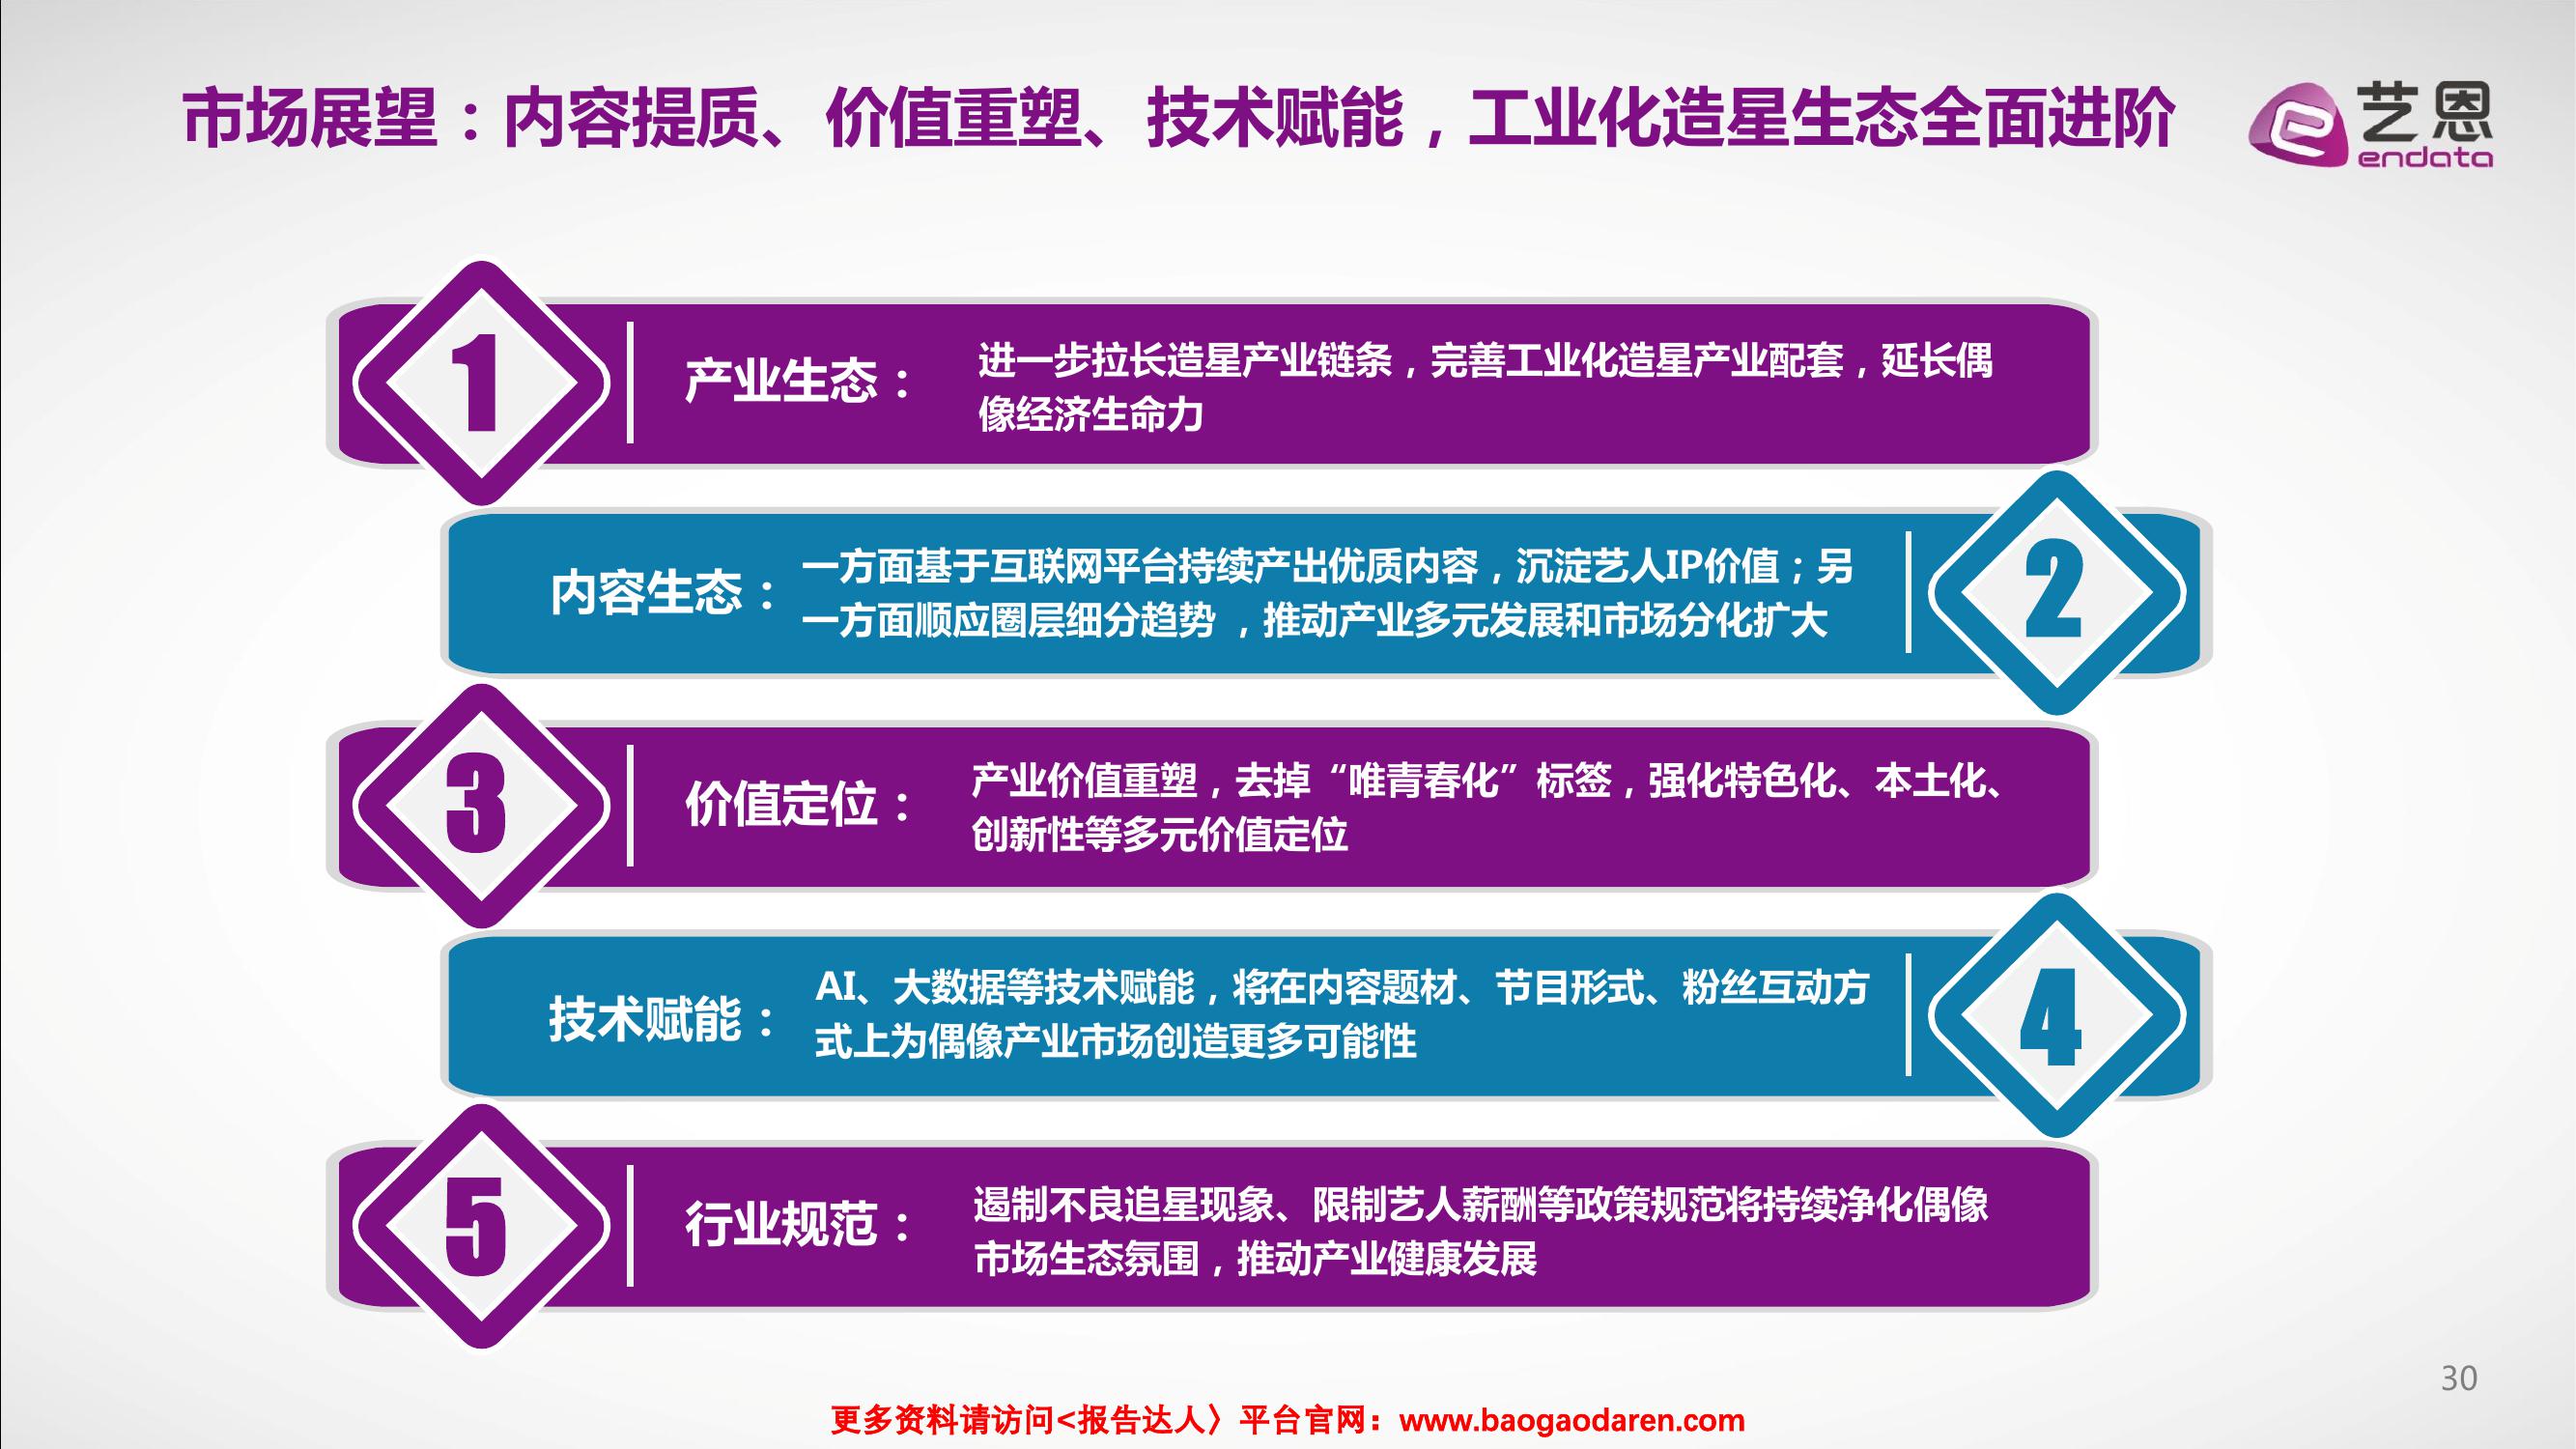 市场展望：内容提质、价值重塑、技术赋能，工业化造星生态全面进阶
艺恩
endata
1
产业生态：
进一步拉长造星产业链条，完善工业化造星产业配套，延长偶
像经济生命力
内容生态：
一方面基于互联网平台持续产出优质内容，沉淀艺人IP价值；另
一方面顺应圈层细分趋势 ，推动产业多元发展和市场分化扩大
2
3
价值定位：
产业价值重塑，去掉“唯青春化”标签，强化特色化、本土化、
创新性等多元价值定位
技术赋能：
AI、大数据等技术赋能，将在内容题材、节目形式、粉丝互动方
式上为偶像产业市场创造更多可能性
4
5
行业规范：
遏制不良追星现象、限制艺人薪酬等政策规范将持续净化偶像
市场生态氛围，推动产业健康发展
30
更多资料请访问<报告达人〉平台官网：www.baogaodaren.com